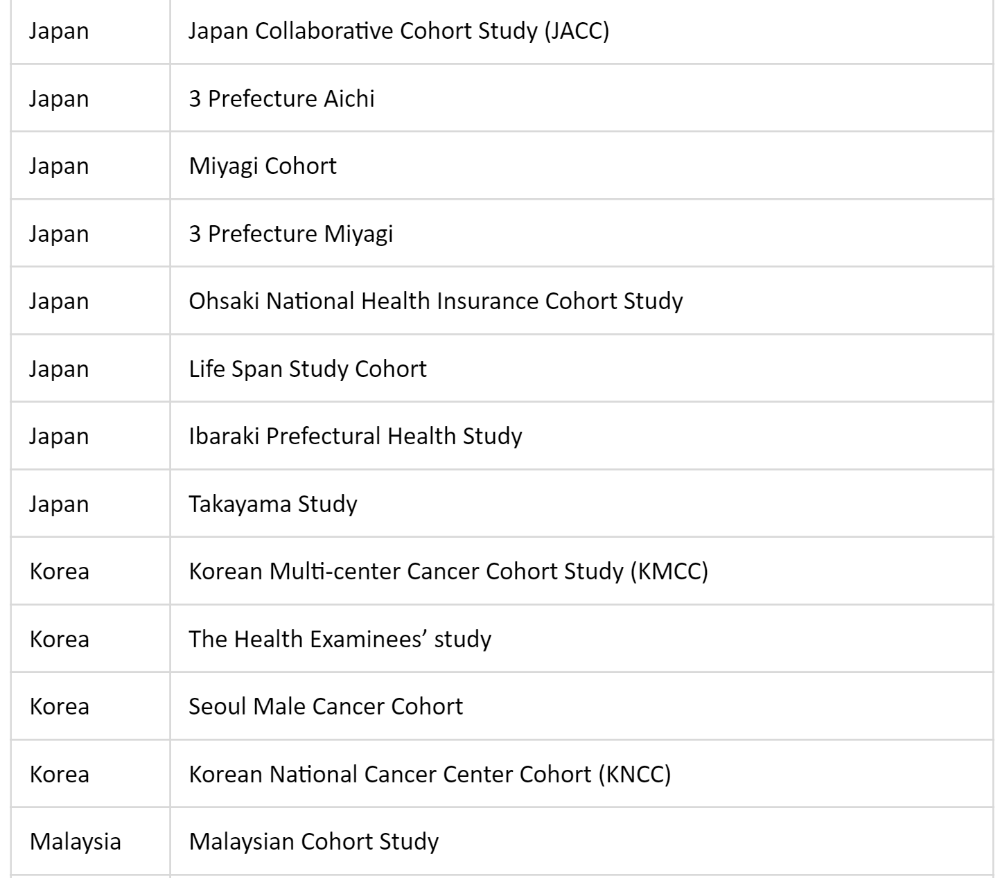 Japan Japan Collaborative Cohort Study (JACC)
Japan 3 Prefecture Aichi
Japan Miyagi Cohort
Japan 3 Prefecture Miyagi
Japan Ohsaki National Health Insurance Cohort Study
Japan Life Span Study Cohort
Japan Ibaraki Prefectural Health Study
Japan Takayama Study
Korea Korean Multi-center Cancer Cohort Study (KMCC)
Korea The Health Examinees’ study
Korea Seoul Male Cancer Cohort
Korea Korean National Cancer Center Cohort (KNCC)
Malaysia Malaysian Cohort Study